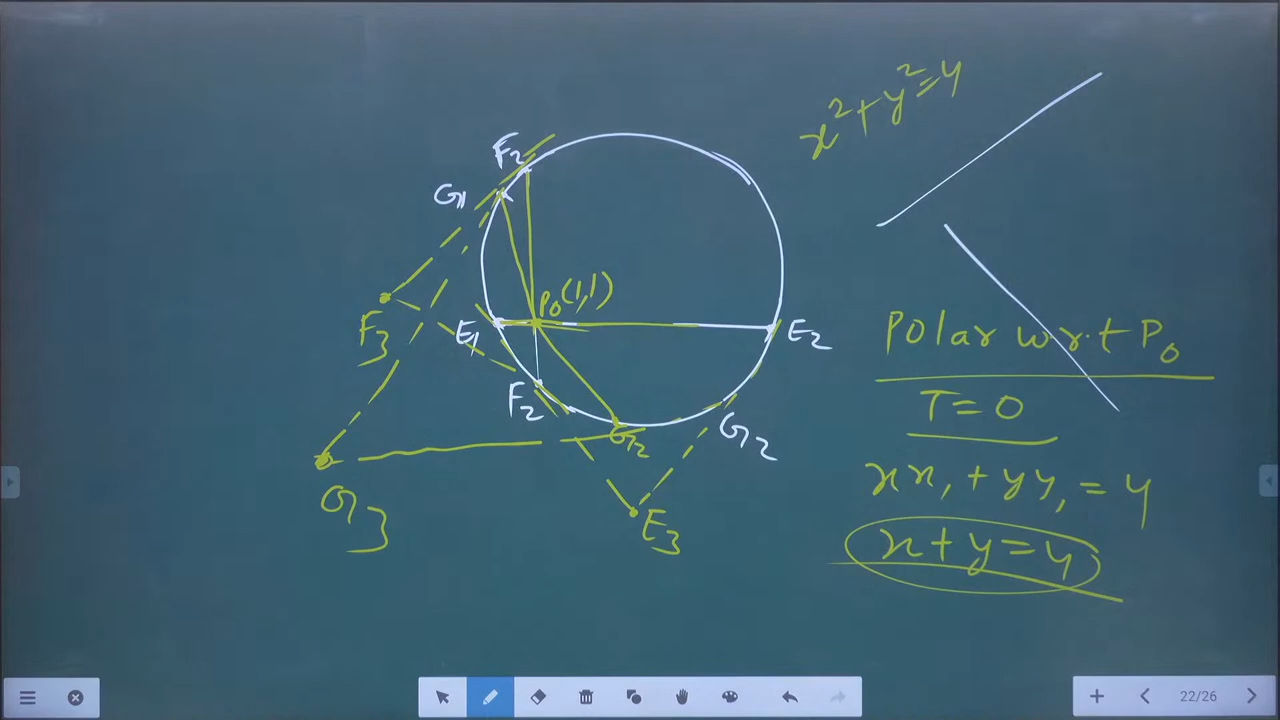 x²+y²=4
F₂
G₁
P₀(1,1)
F₃
E₁
E₂
Polar w.r.t P₀
F₂
T=0
G₂
G₂
xx₁+yy₁=4
G₃
E₃
x+y=4
22/26